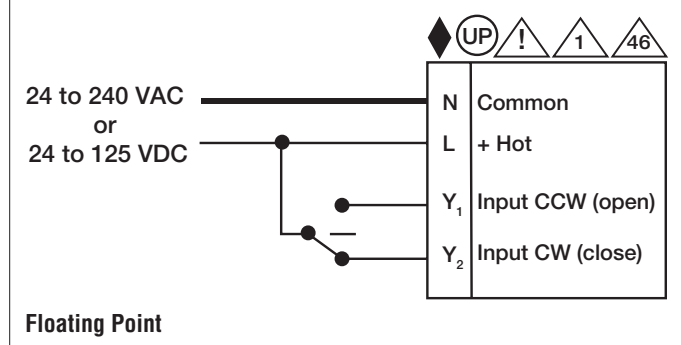 UP ! 1 46
24 to 240 VAC
or
24 to 125 VDC
N Common
L + Hot
Y₁ Input CCW (open)
Y₂ Input CW (close)
Floating Point